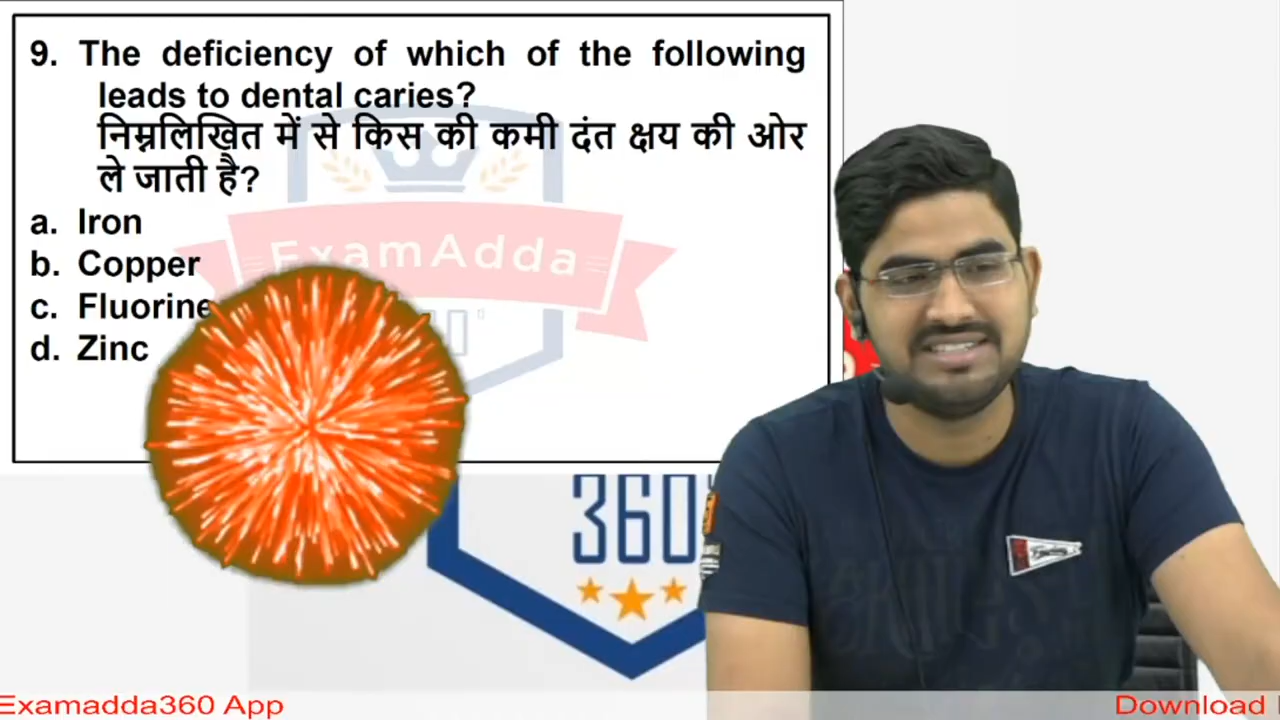 9. The deficiency of which of the following
leads to dental caries?
निम्नलिखित में से किस की कमी दंत क्षय की ओर
ले जाती है?
a. Iron
b. Copper
c. Fluorine
d. Zinc
ExamAdda
360
Examadda360 App
Download